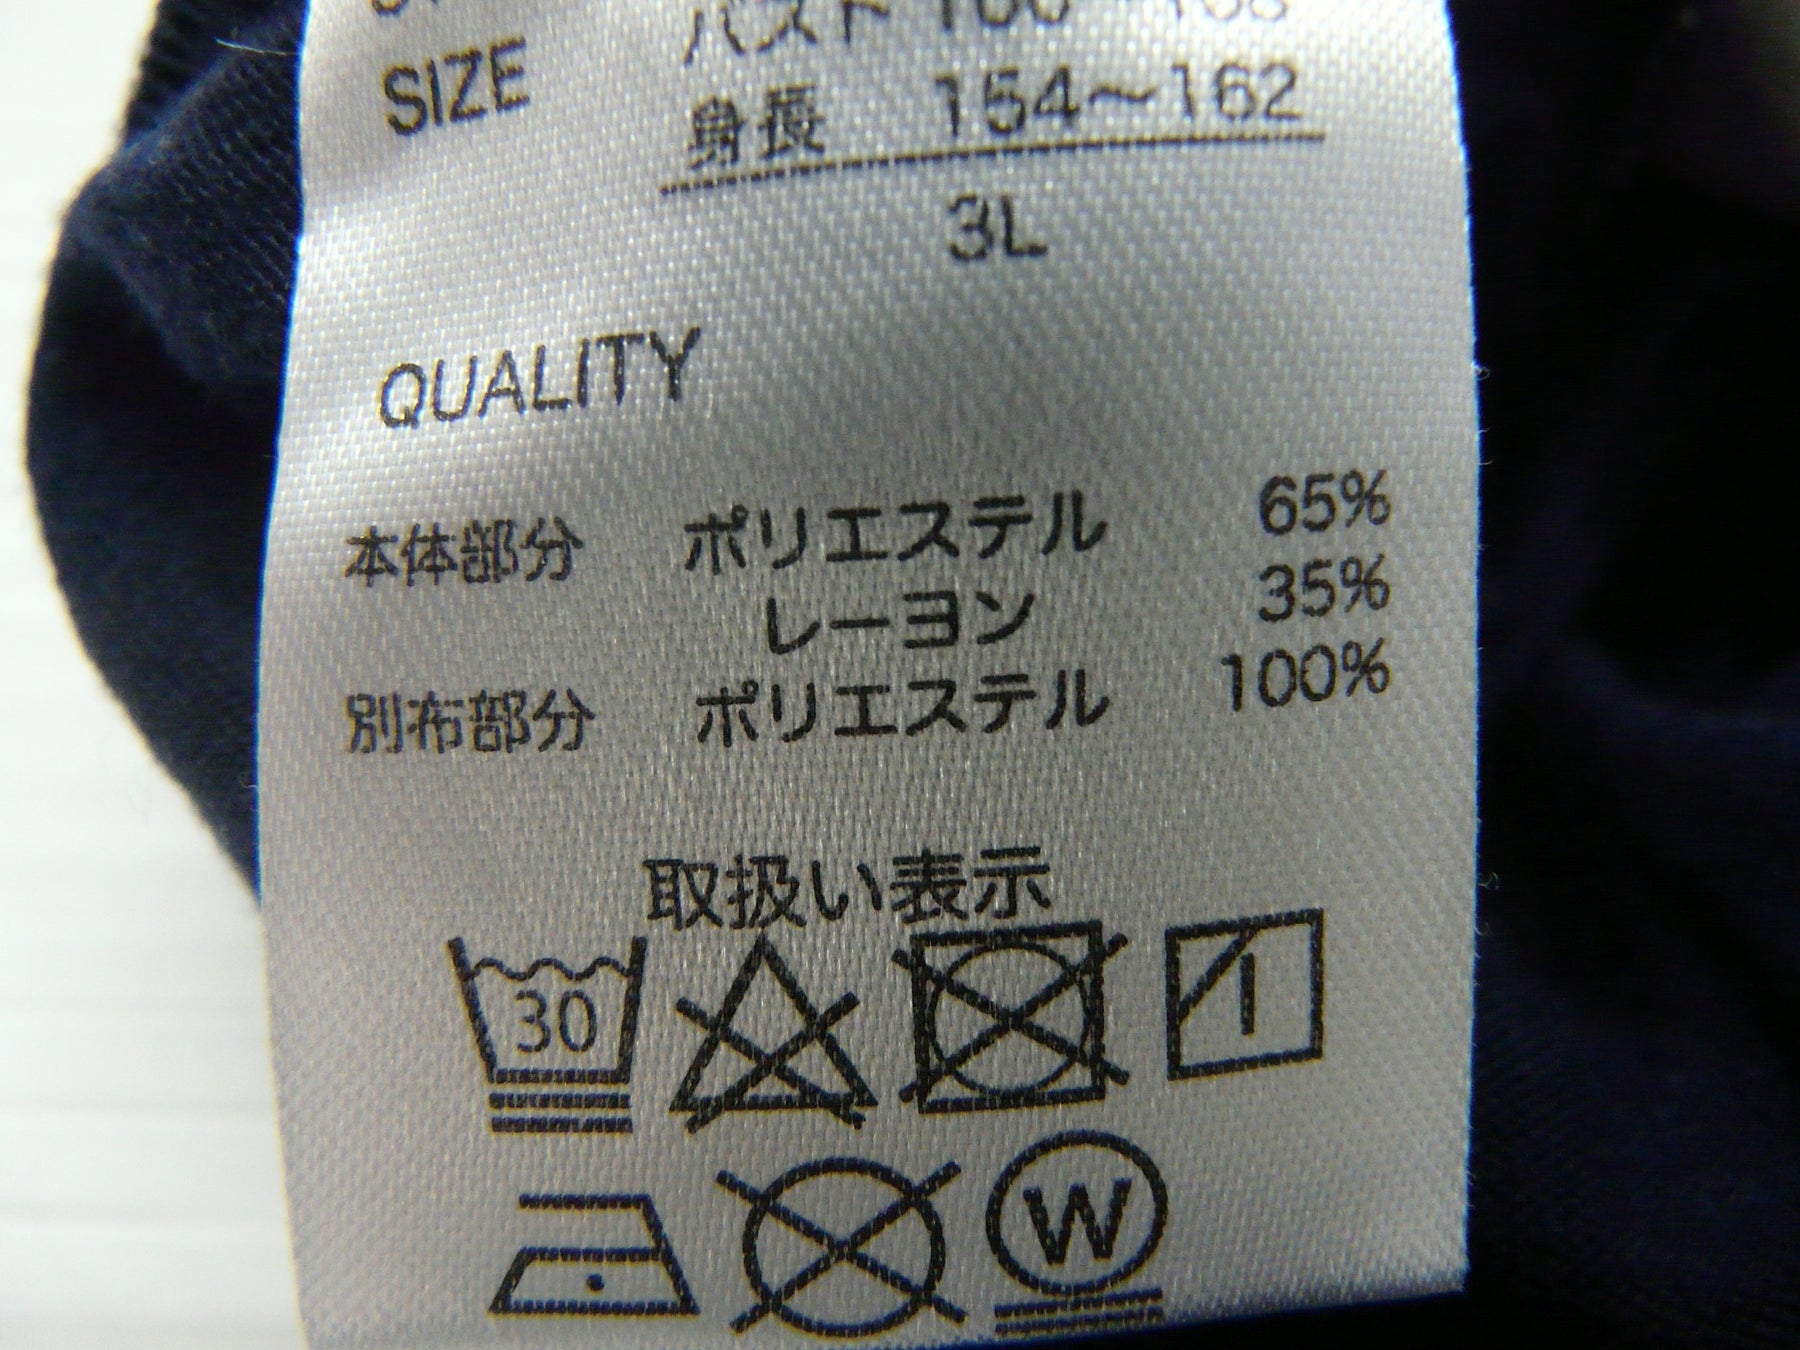 SIZE
身長 154～162
3L
QUALITY
本体部分 ポリエステル 65%
レーヨン 35%
別布部分 ポリエステル 100%
取扱い表示
30
W